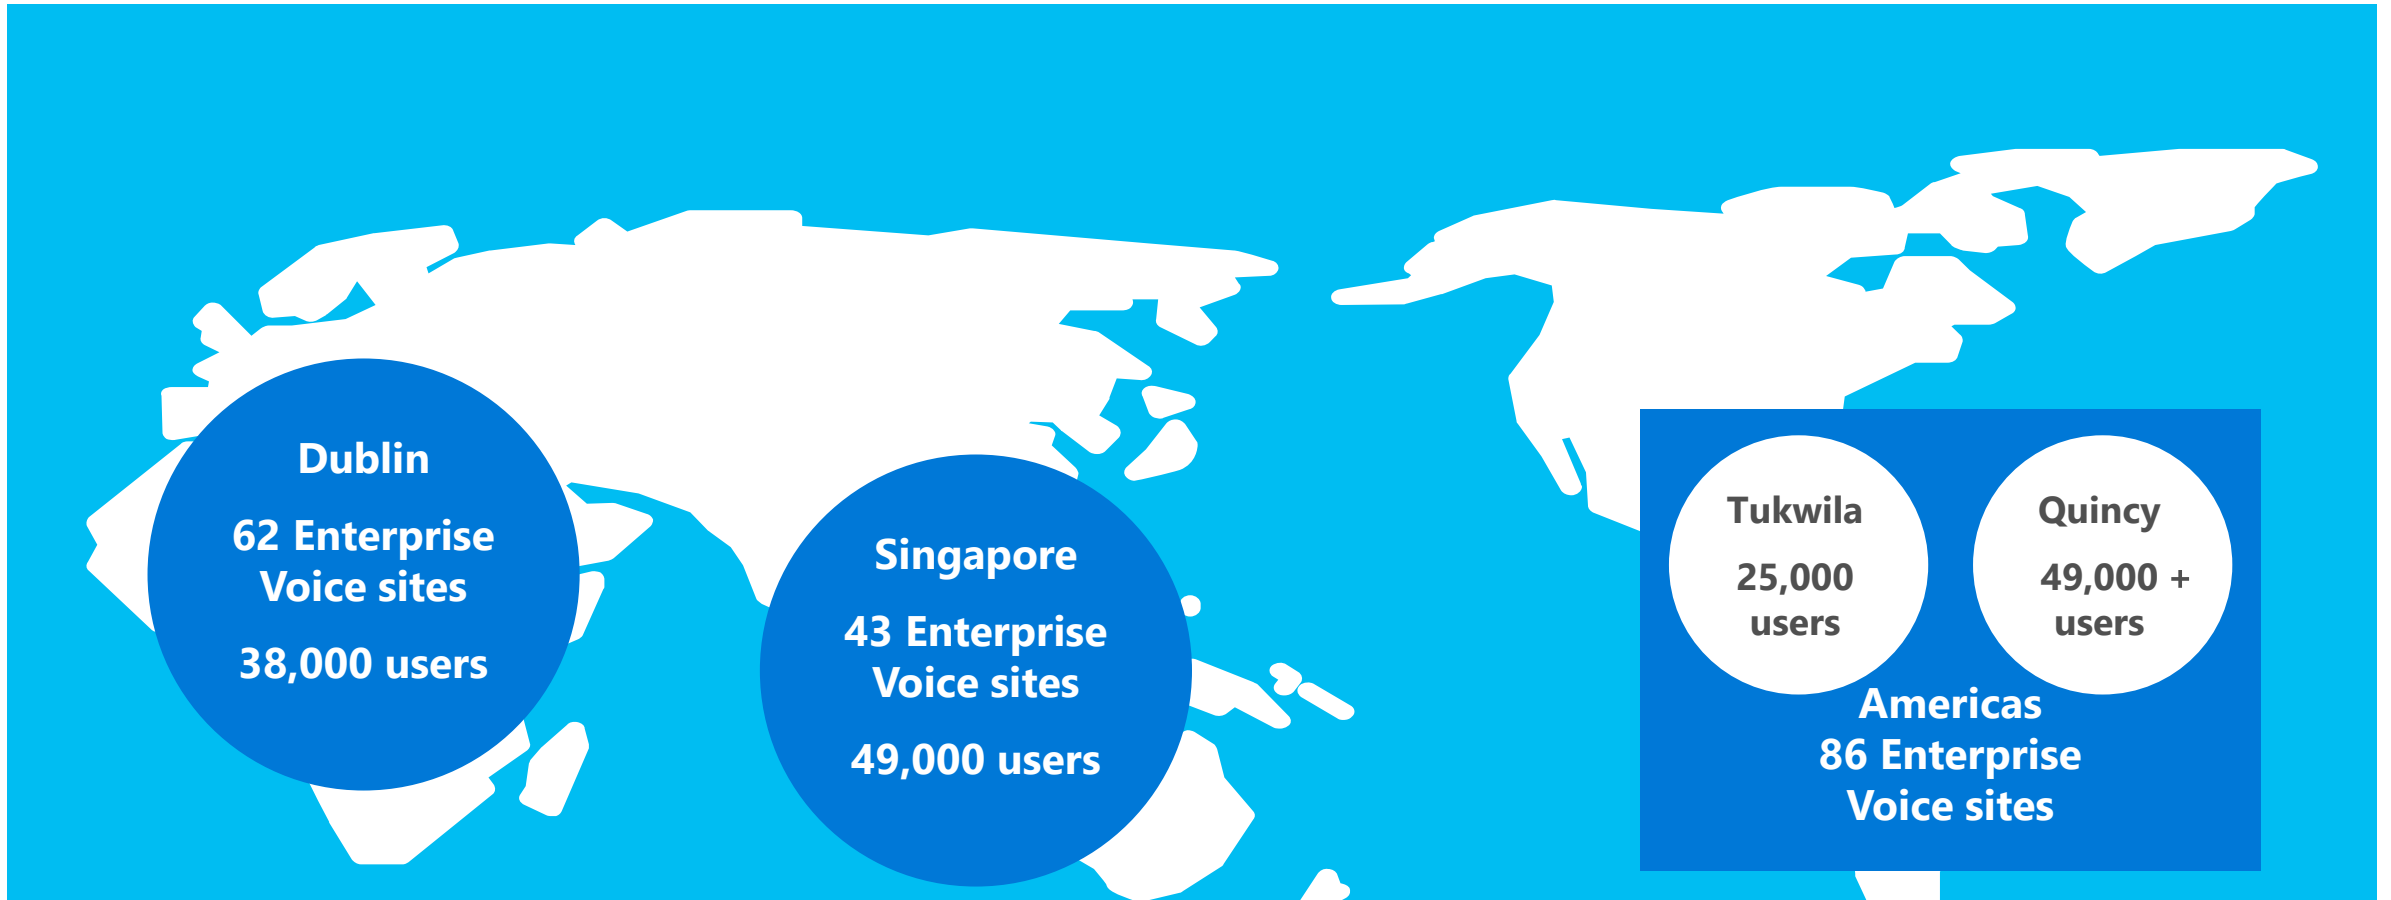 Dublin
62 Enterprise
Voice sites
38,000 users
Singapore
43 Enterprise
Voice sites
49,000 users
Tukwila
25,000
users
Quincy
49,000 +
users
Americas
86 Enterprise
Voice sites